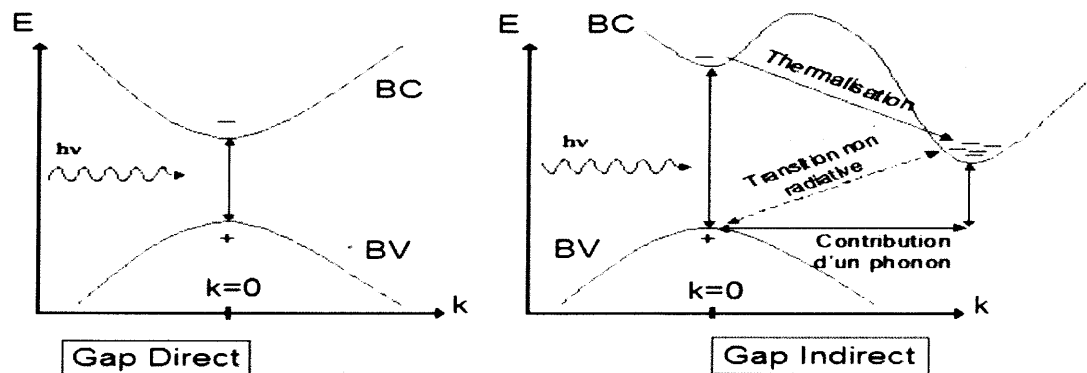 E
BC
hν
BV
k=0
k
Gap Direct
E
BC
Thermalisation
hν
Transition non
radiative
Contribution
d'un phonon
BV
k=0
k
Gap Indirect